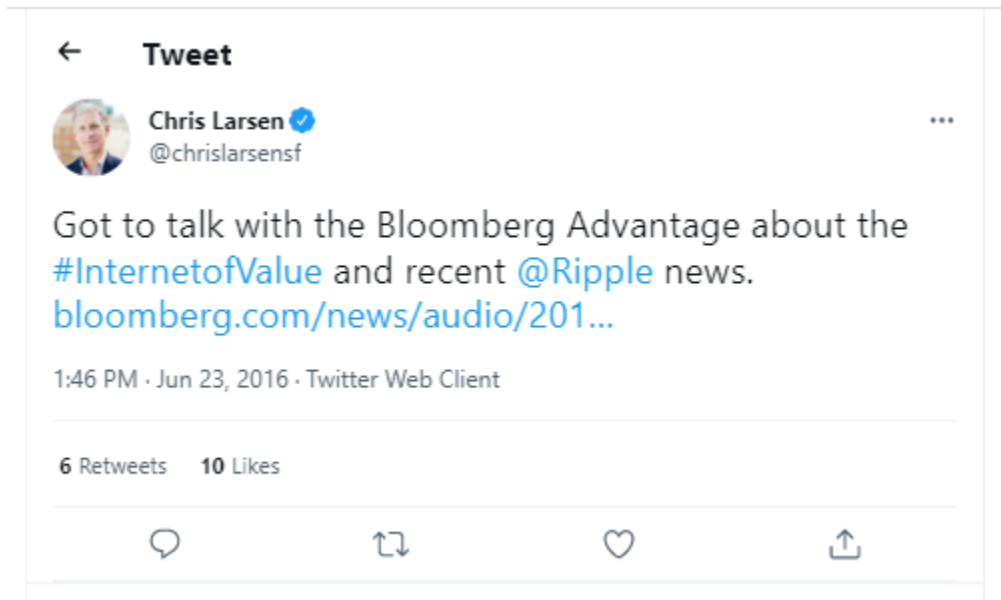 Tweet
Chris Larsen
@chrislarsensf
Got to talk with the Bloomberg Advantage about the
#InternetofValue and recent @Ripple news.
bloomberg.com/news/audio/201...
1:46 PM · Jun 23, 2016 · Twitter Web Client
6 Retweets 10 Likes